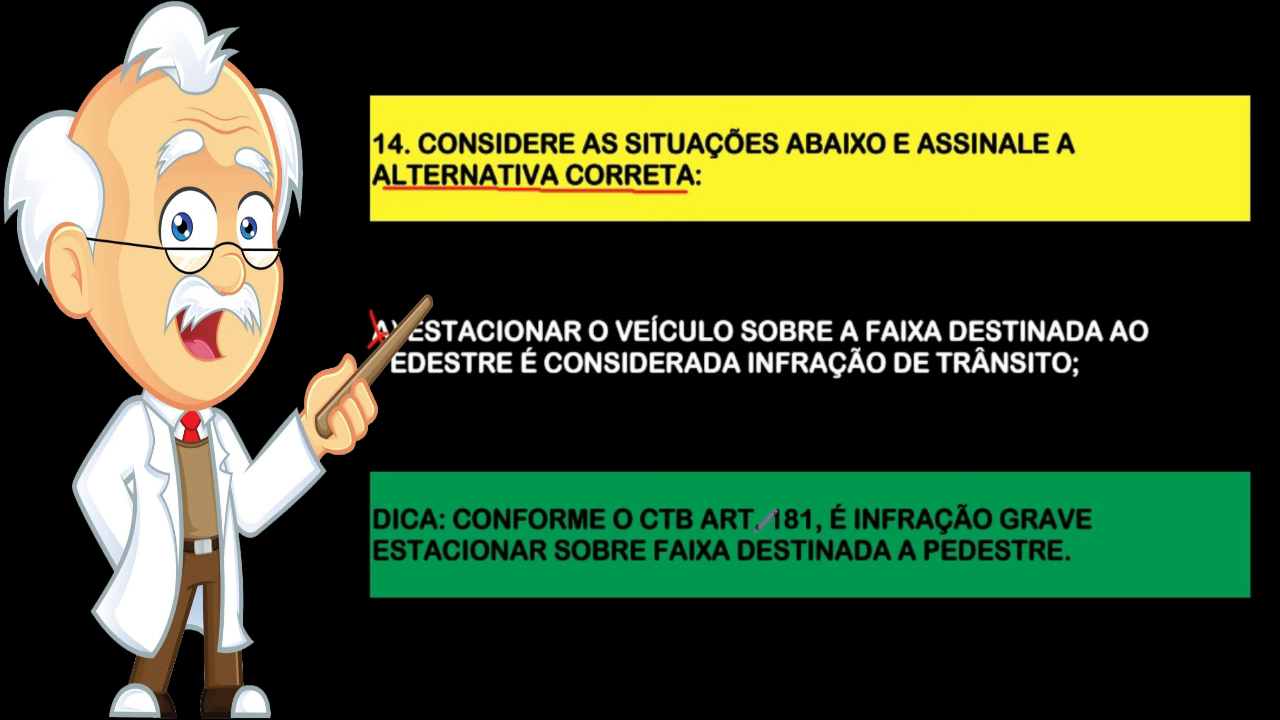 14. CONSIDERE AS SITUAÇÕES ABAIXO E ASSINALE A
ALTERNATIVA CORRETA:
A) ESTACIONAR O VEÍCULO SOBRE A FAIXA DESTINADA AO
EDESTRE É CONSIDERADA INFRAÇÃO DE TRÂNSITO;
DICA: CONFORME O CTB ART. 181, É INFRAÇÃO GRAVE
ESTACIONAR SOBRE FAIXA DESTINADA A PEDESTRE.